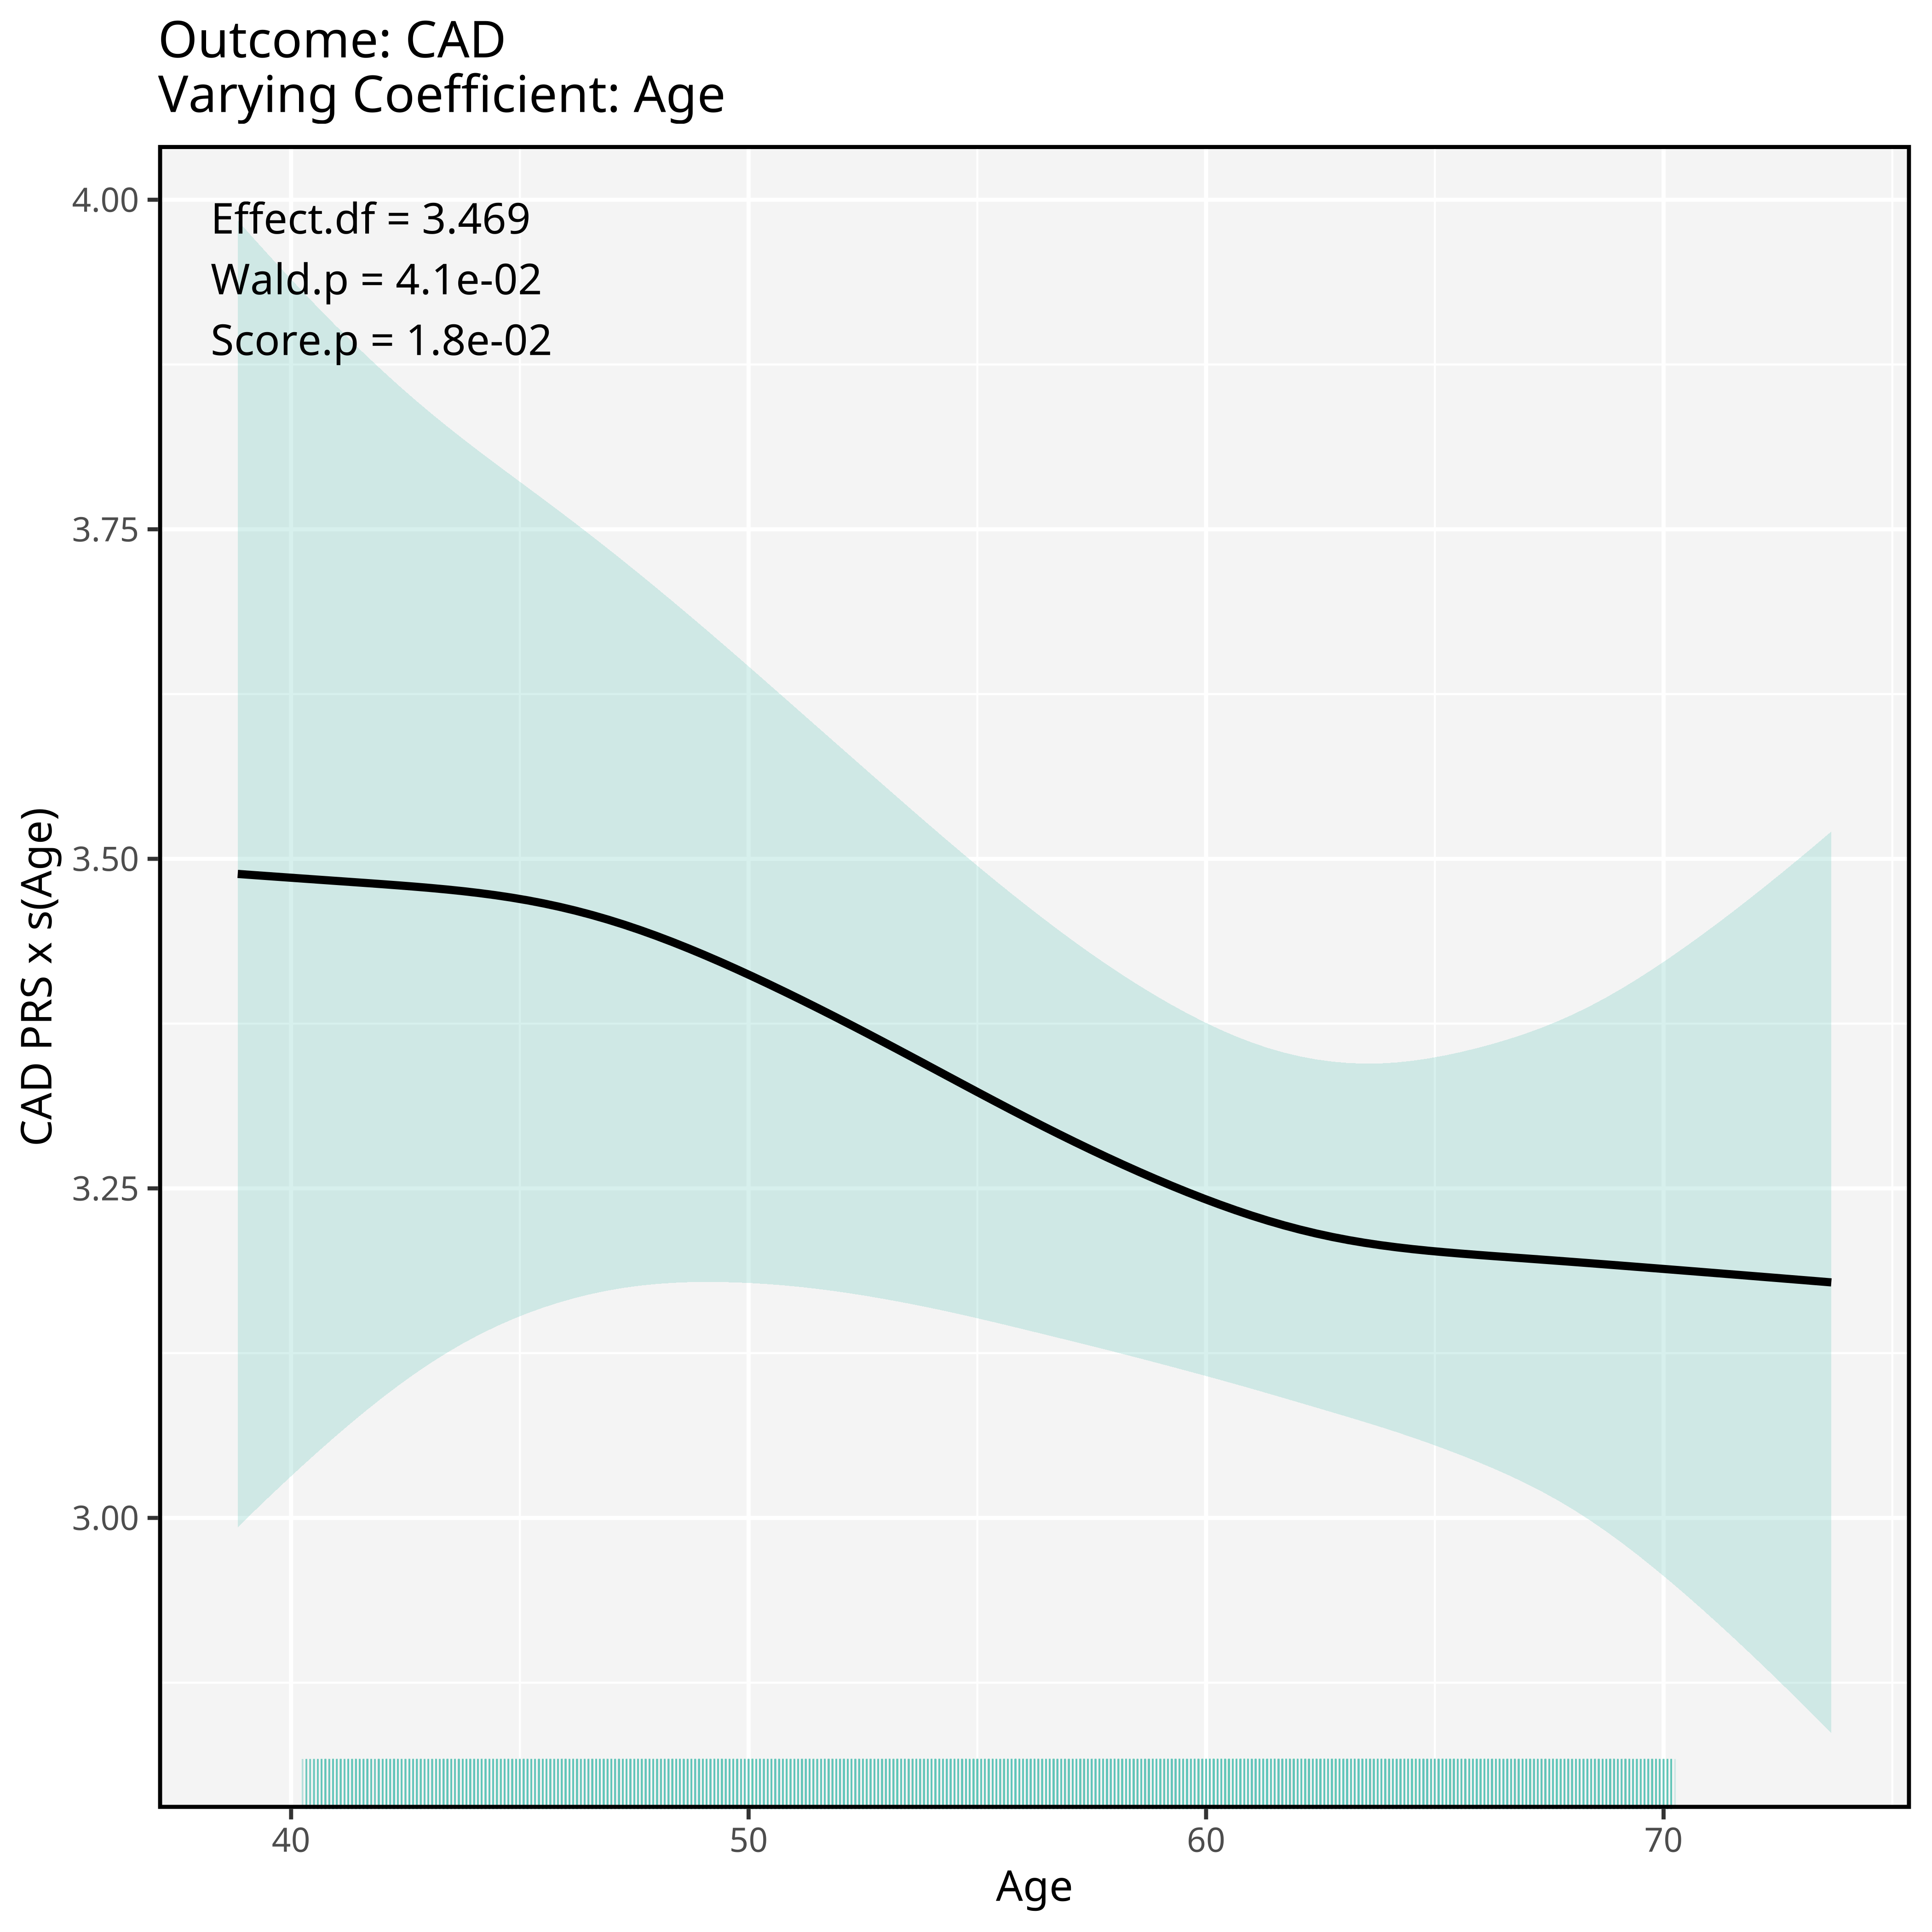 Outcome: CAD
Varying Coefficient: Age
Effect.df = 3.469
Wald.p = 4.1e-02
Score.p = 1.8e-02
CAD PRS x s(Age)
4.00
3.75
3.50
3.25
3.00
40 50 60 70
Age